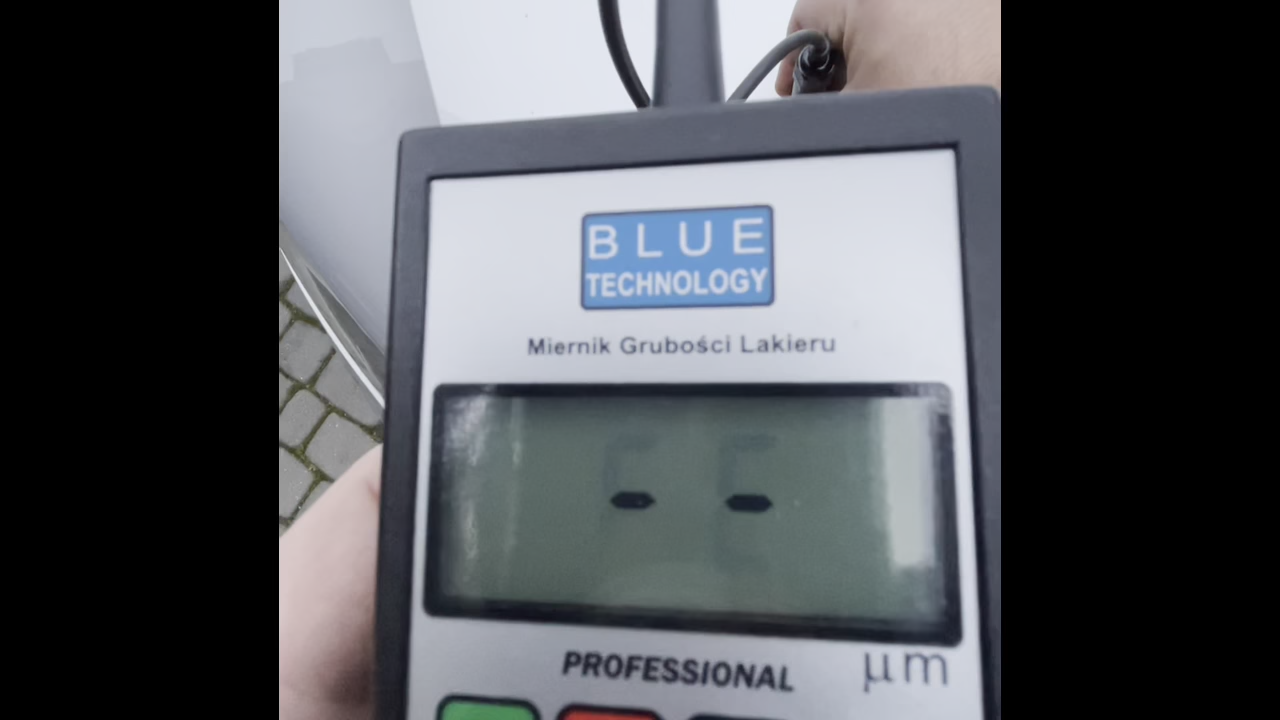 BLUE
TECHNOLOGY
Miernik Grubości Lakieru
- -
PROFESSIONAL
μm